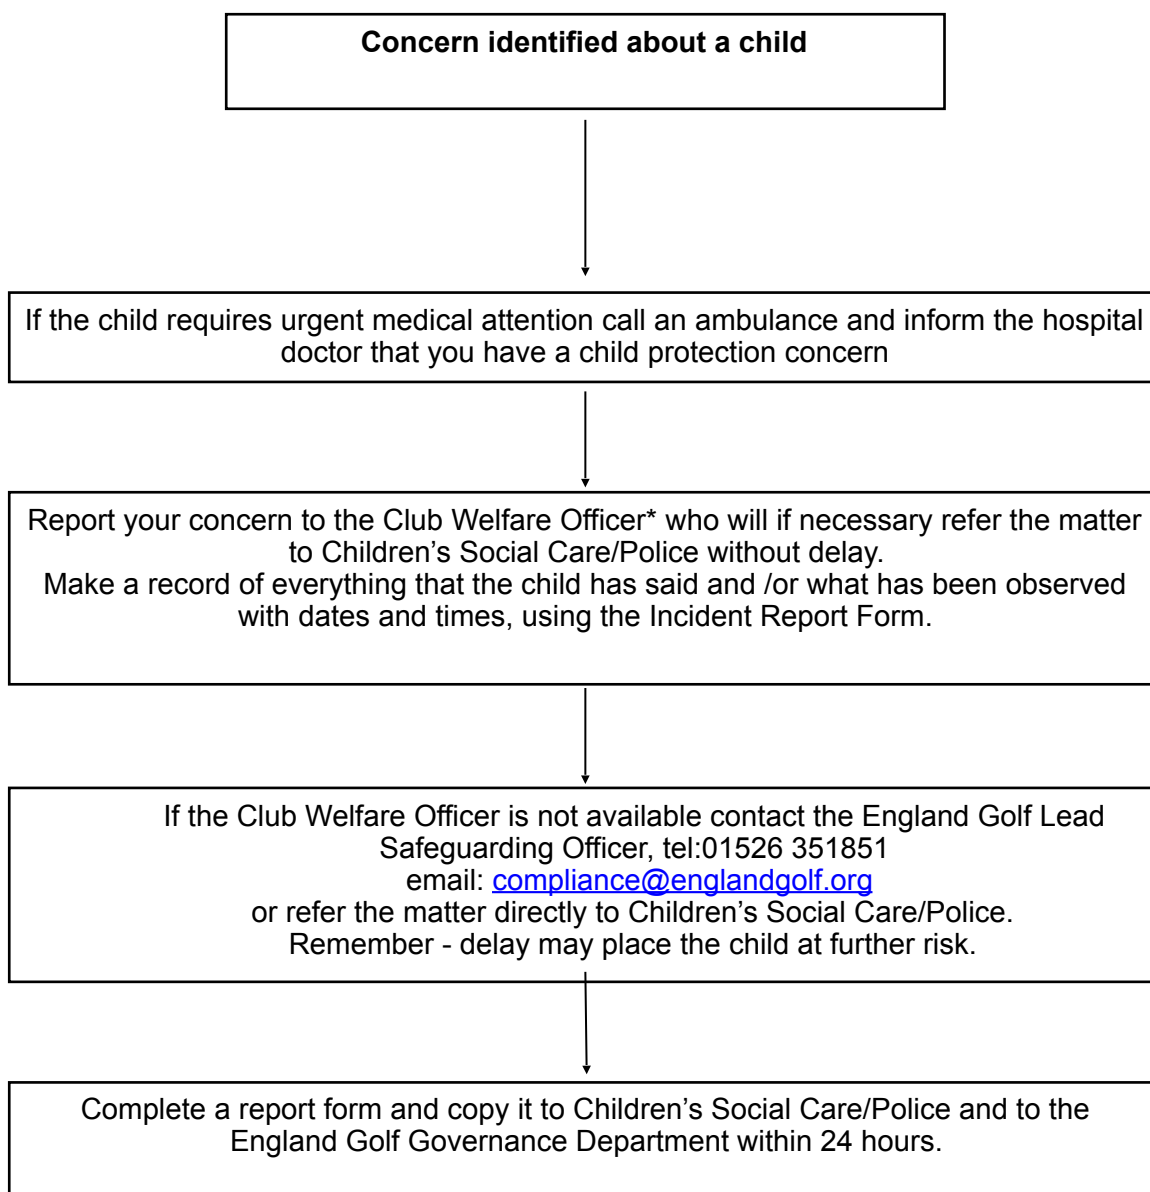 Concern identified about a child
If the child requires urgent medical attention call an ambulance and inform the hospital
doctor that you have a child protection concern
Report your concern to the Club Welfare Officer* who will if necessary refer the matter
to Children’s Social Care/Police without delay.
Make a record of everything that the child has said and /or what has been observed
with dates and times, using the Incident Report Form.
If the Club Welfare Officer is not available contact the England Golf Lead
Safeguarding Officer, tel:01526 351851
email: compliance@englandgolf.org
or refer the matter directly to Children’s Social Care/Police.
Remember - delay may place the child at further risk.
Complete a report form and copy it to Children’s Social Care/Police and to the
England Golf Governance Department within 24 hours.